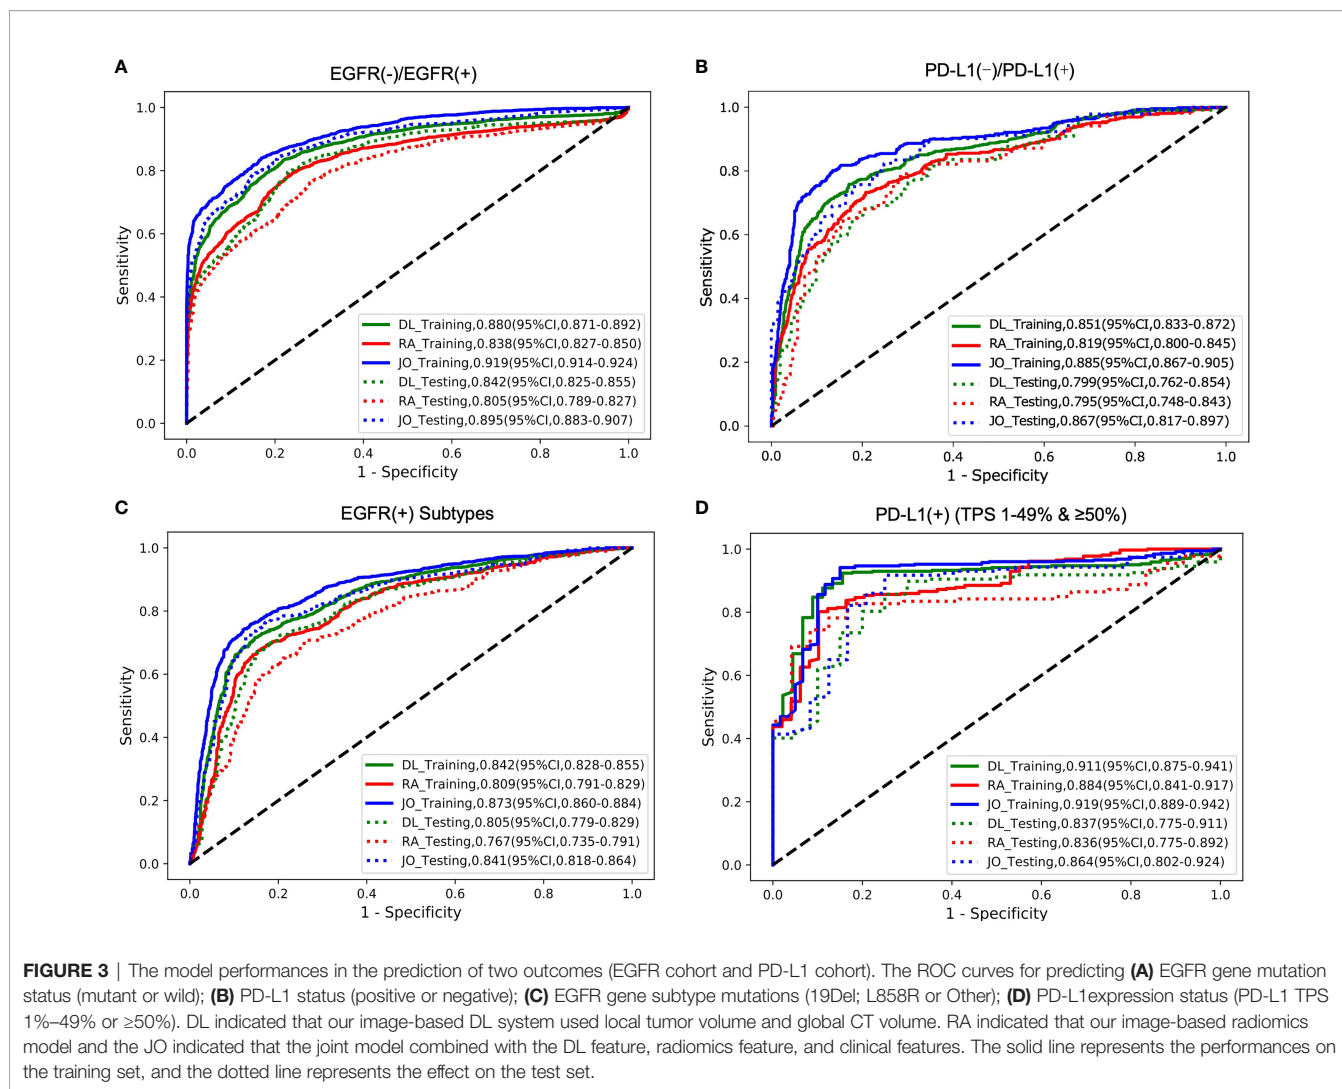 A
EGFR(-)/EGFR(+)
1.0
0.8
0.6
0.4
0.2
0.0
Sensitivity
DL_Training,0.880(95%CI,0.871-0.892)
RA_Training,0.838(95%CI,0.827-0.850)
JO_Training,0.919(95%CI,0.914-0.924)
DL_Testing,0.842(95%CI,0.825-0.855)
RA_Testing,0.805(95%CI,0.789-0.827)
JO_Testing,0.895(95%CI,0.883-0.907)
0.0 0.2 0.4 0.6 0.8 1.0
1 - Specificity
B
PD-L1(−)/PD-L1(+)
1.0
0.8
0.6
0.4
0.2
0.0
Sensitivity
DL_Training,0.851(95%CI,0.833-0.872)
RA_Training,0.819(95%CI,0.800-0.845)
JO_Training,0.885(95%CI,0.867-0.905)
DL_Testing,0.799(95%CI,0.762-0.854)
RA_Testing,0.795(95%CI,0.748-0.843)
JO_Testing,0.867(95%CI,0.817-0.897)
0.0 0.2 0.4 0.6 0.8 1.0
1 - Specificity
C
EGFR(+) Subtypes
1.0
0.8
0.6
0.4
0.2
0.0
Sensitivity
DL_Training,0.842(95%CI,0.828-0.855)
RA_Training,0.809(95%CI,0.791-0.829)
JO_Training,0.873(95%CI,0.860-0.884)
DL_Testing,0.805(95%CI,0.779-0.829)
RA_Testing,0.767(95%CI,0.735-0.791)
JO_Testing,0.841(95%CI,0.818-0.864)
0.0 0.2 0.4 0.6 0.8 1.0
1 - Specificity
D
PD-L1(+) (TPS 1-49% & ≥50%)
1.0
0.8
0.6
0.4
0.2
0.0
Sensitivity
DL_Training,0.911(95%CI,0.875-0.941)
RA_Training,0.884(95%CI,0.841-0.917)
JO_Training,0.919(95%CI,0.889-0.942)
DL_Testing,0.837(95%CI,0.775-0.911)
RA_Testing,0.836(95%CI,0.775-0.892)
JO_Testing,0.864(95%CI,0.802-0.924)
0.0 0.2 0.4 0.6 0.8 1.0
1 - Specificity
FIGURE 3 | The model performances in the prediction of two outcomes (EGFR cohort and PD-L1 cohort). The ROC curves for predicting (A) EGFR gene mutation
status (mutant or wild); (B) PD-L1 status (positive or negative); (C) EGFR gene subtype mutations (19Del; L858R or Other); (D) PD-L1expression status (PD-L1 TPS
1%–49% or ≥50%). DL indicated that our image-based DL system used local tumor volume and global CT volume. RA indicated that our image-based radiomics
model and the JO indicated that the joint model combined with the DL feature, radiomics feature, and clinical features. The solid line represents the performances on
the training set, and the dotted line represents the effect on the test set.